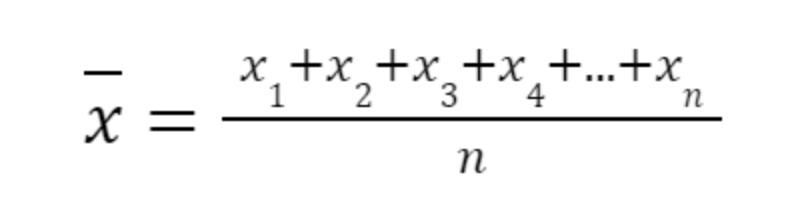 x̄ = (x₁+x₂+x₃+x₄+...+xₙ) / n